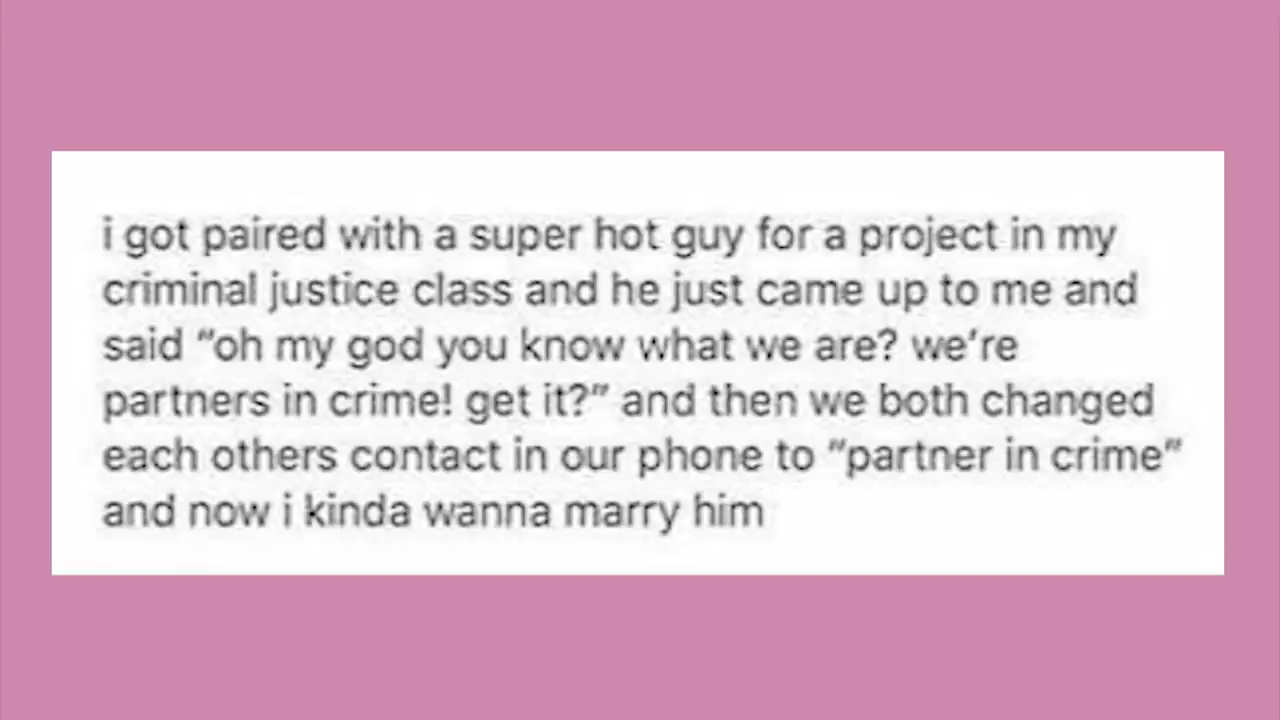 i got paired with a super hot guy for a project in my
criminal justice class and he just came up to me and
said “oh my god you know what we are? we’re
partners in crime! get it?” and then we both changed
each others contact in our phone to “partner in crime”
and now i kinda wanna marry him